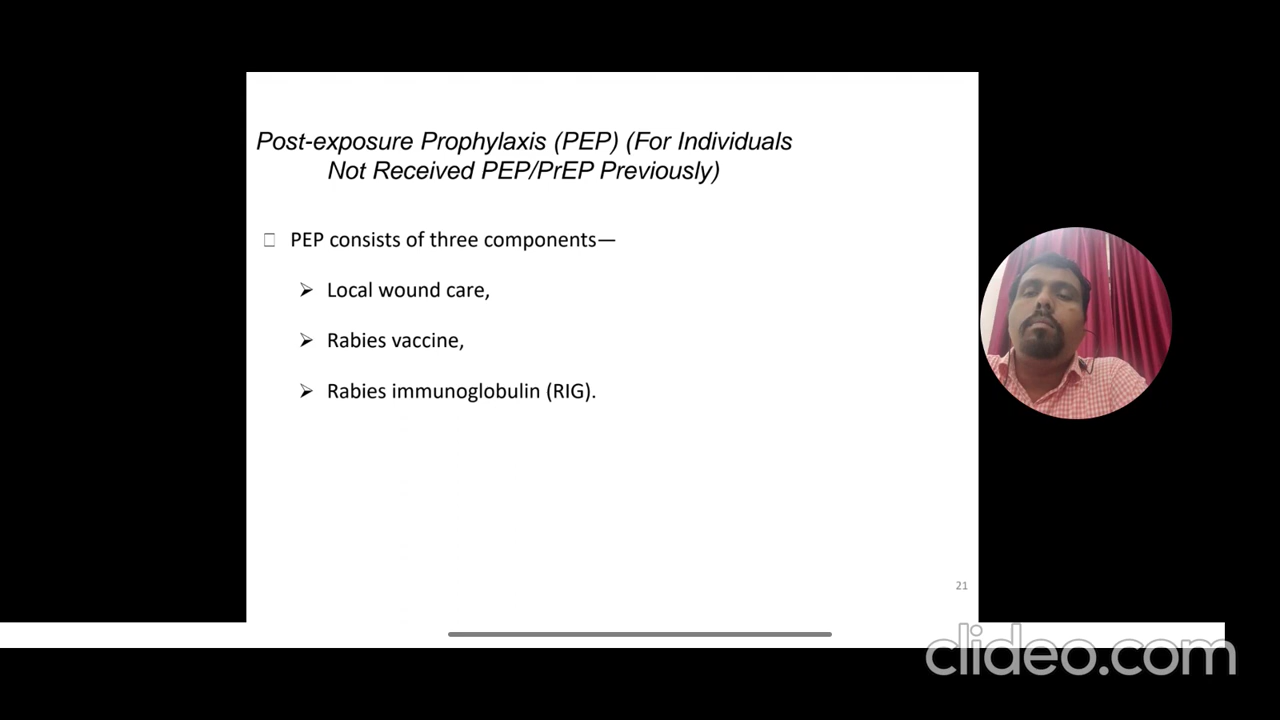 Post-exposure Prophylaxis (PEP) (For Individuals
Not Received PEP/PrEP Previously)
PEP consists of three components—
Local wound care,
Rabies vaccine,
Rabies immunoglobulin (RIG).
21
clideo.com